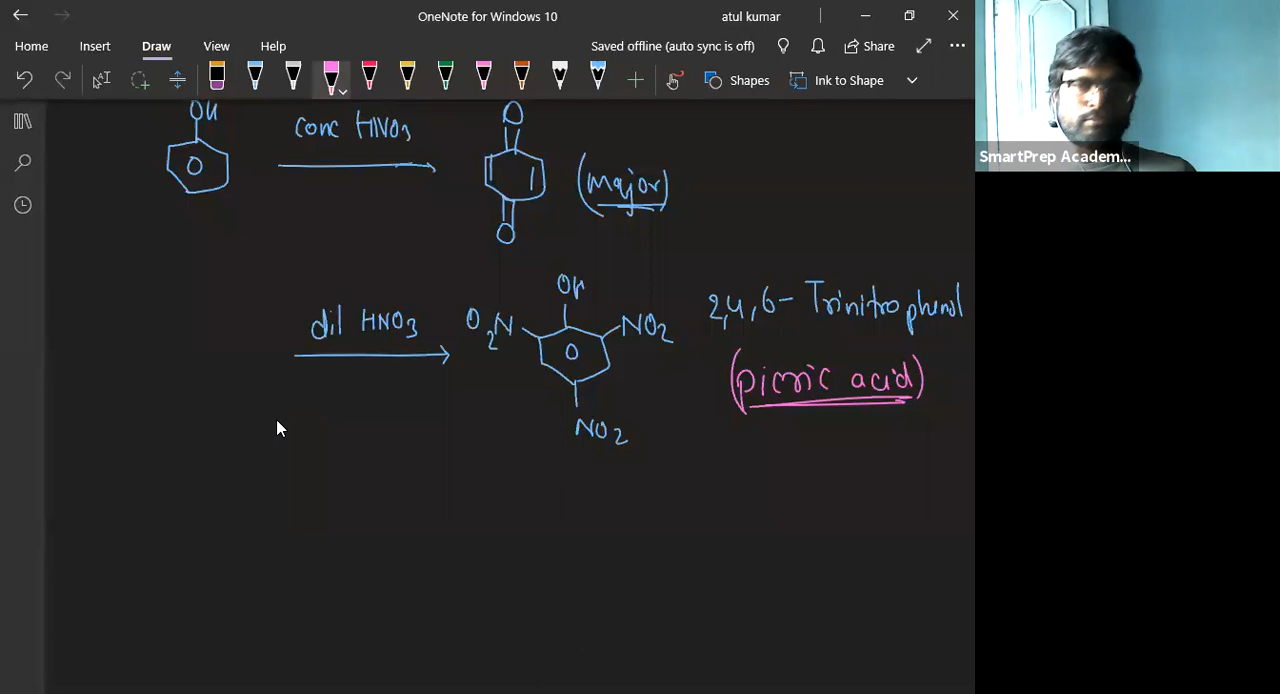 OneNote for Windows 10
atul kumar
Home Insert Draw View Help
Saved offline (auto sync is off)
Share
Shapes
Ink to Shape
SmartPrep Academ...
OH
conc HNO3
O
(Major)
O
OH
dil HNO3
O2N
NO2
2,4,6- Trinitrophenol
(picric acid)
NO2